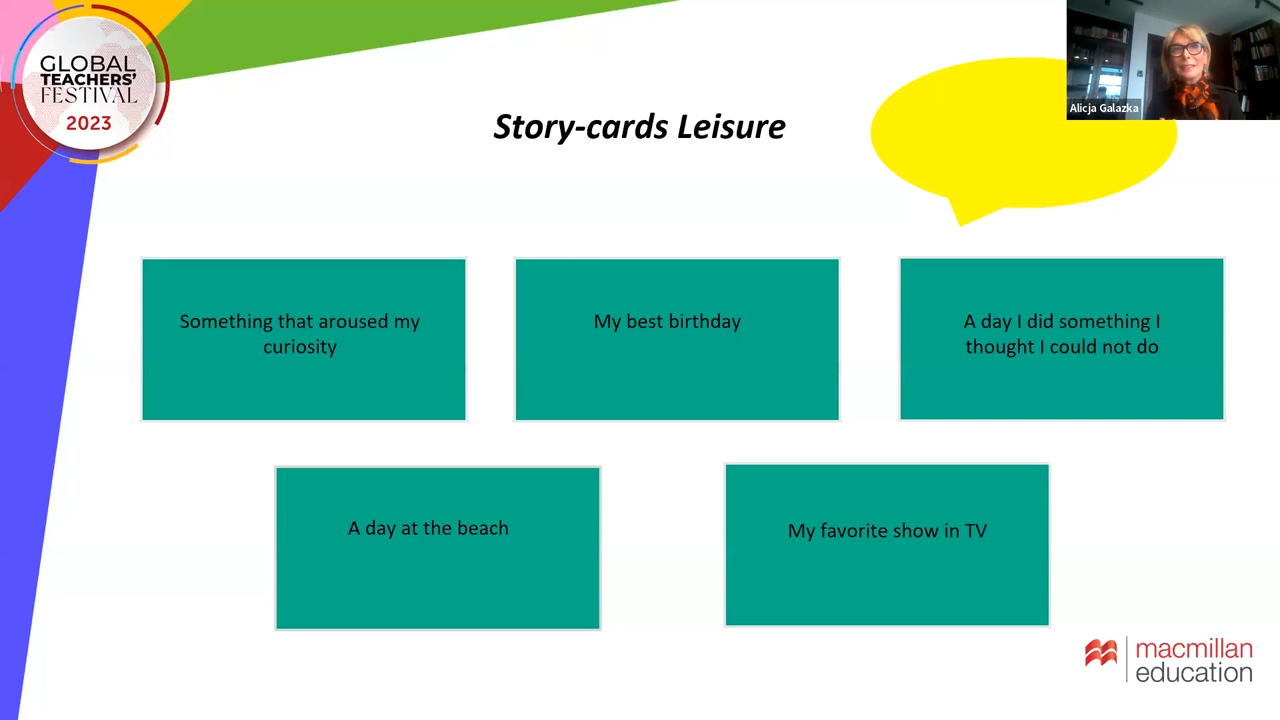 GLOBAL
TEACHERS'
FESTIVAL
2023
Alicja Galazka
Story-cards Leisure
Something that aroused my
curiosity
My best birthday
A day I did something I
thought I could not do
A day at the beach
My favorite show in TV
macmillan
education